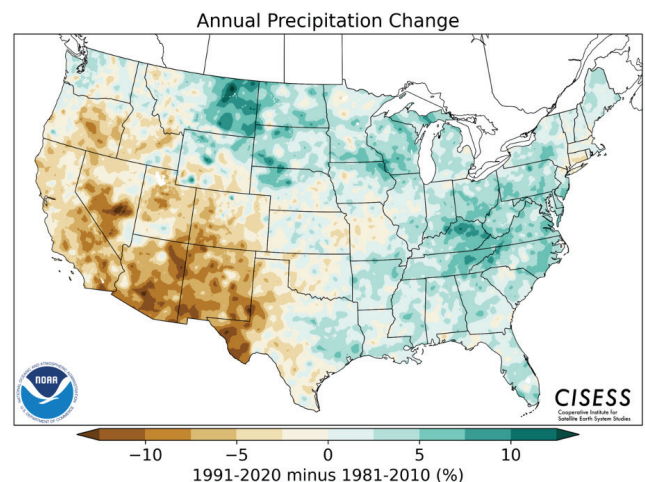 Annual Precipitation Change
NOAA
CISESS
Cooperative Institute for
Satellite Earth System Studies
−10 −5 0 5 10
1991-2020 minus 1981-2010 (%)